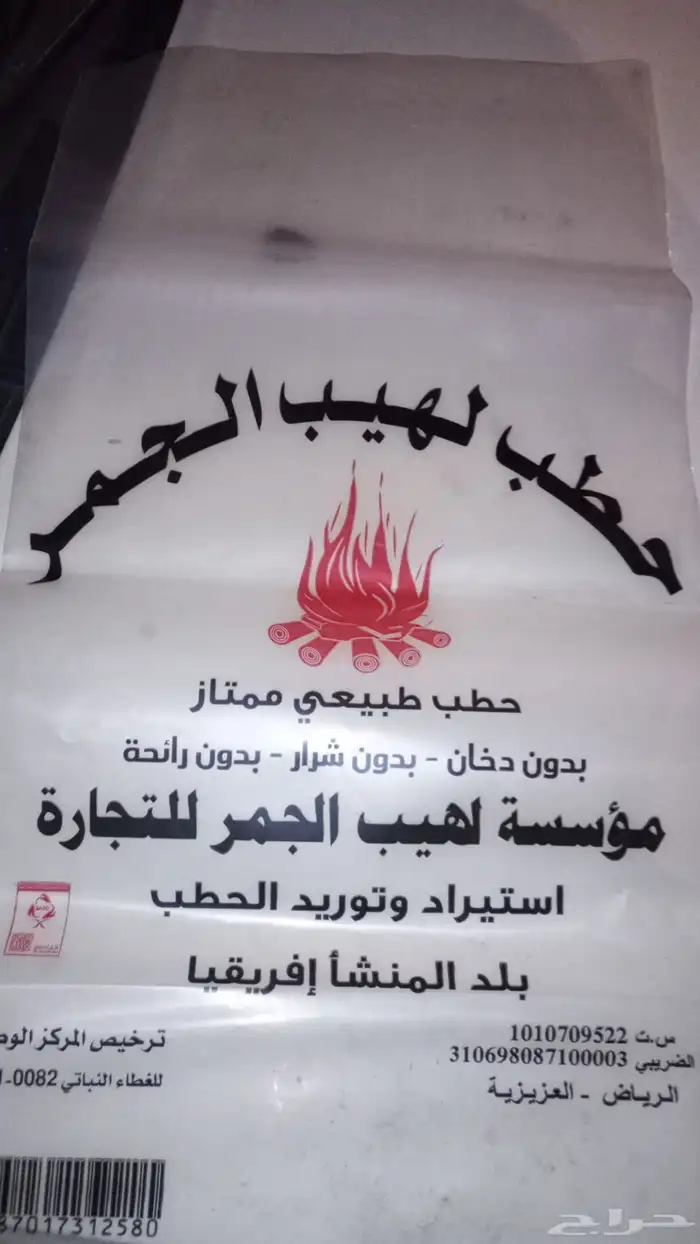 حطب لهيب الجمر
حطب طبيعي ممتاز
بدون دخان - بدون شرار - بدون رائحة
مؤسسة لهيب الجمر للتجارة
استيراد وتوريد الحطب
بلد المنشأ إفريقيا
س.ت 1010709522
الضريبي 310698087100003
الرياض - العزيزية
ترخيص المركز
للغطاء النباتي 0082-
87017312580
حراج